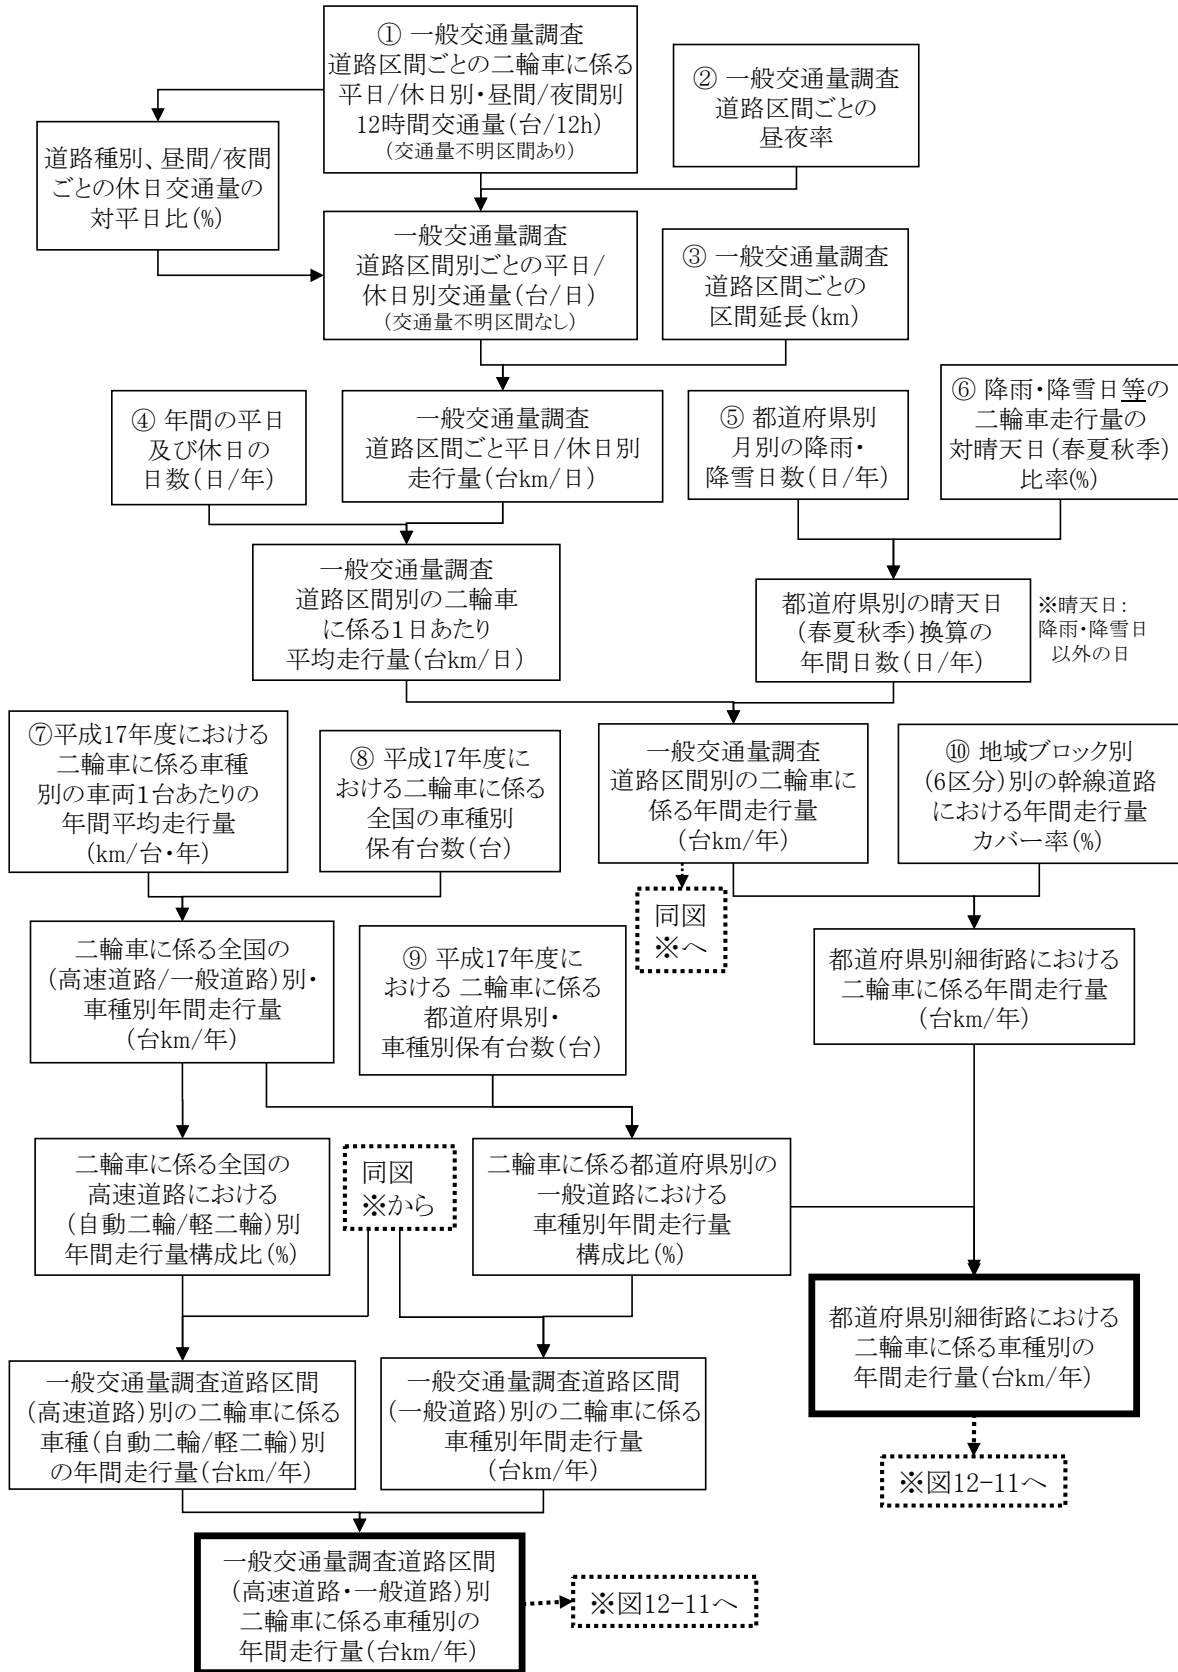 ① 一般交通量調査
道路区間ごとの二輪車に係る
平日/休日別・昼間/夜間別
12時間交通量(台/12h)
(交通量不明区間あり)
② 一般交通量調査
道路区間ごとの
昼夜率
道路種別、昼間/夜間
ごとの休日交通量の
対平日比(%)
一般交通量調査
道路区間別ごとの平日/
休日別交通量(台/日)
(交通量不明区間なし)
③ 一般交通量調査
道路区間ごとの
区間延長(km)
④ 年間の平日
及び休日の
日数(日/年)
一般交通量調査
道路区間ごと平日/休日別
走行量(台km/日)
⑤ 都道府県別
月別の降雨・
降雪日数(日/年)
⑥ 降雨・降雪日等の
二輪車走行量の
対晴天日(春夏秋季)
比率(%)
一般交通量調査
道路区間別の二輪車
に係る1日あたり
平均走行量(台km/日)
都道府県別の晴天日
(春夏秋季)換算の
年間日数(日/年)
※晴天日:
降雨・降雪日
以外の日
⑦平成17年度における
二輪車に係る車種
別の車両1台あたりの
年間平均走行量
(km/台・年)
⑧ 平成17年度に
おける二輪車に係る
全国の車種別
保有台数(台)
一般交通量調査
道路区間別の二輪車に
係る年間走行量
(台km/年)
⑩ 地域ブロック別
(6区分)別の幹線道路
における年間走行量
カバー率(%)
同図
※へ
二輪車に係る全国の
(高速道路/一般道路)別・
車種別年間走行量
(台km/年)
⑨ 平成17年度に
おける 二輪車に係る
都道府県別・
車種別保有台数(台)
都道府県別細街路における
二輪車に係る年間走行量
(台km/年)
二輪車に係る全国の
高速道路における
(自動二輪/軽二輪)別
年間走行量構成比(%)
同図
※から
二輪車に係る都道府県別の
一般道路における
車種別年間走行量
構成比(%)
都道府県別細街路における
二輪車に係る車種別の
年間走行量(台km/年)
一般交通量調査道路区間
(高速道路)別の二輪車に係る
車種(自動二輪/軽二輪)別
の年間走行量(台km/年)
一般交通量調査道路区間
(一般道路)別の二輪車に係る
車種別年間走行量
(台km/年)
※図12-11へ
一般交通量調査道路区間
(高速道路・一般道路)別
二輪車に係る車種別の
年間走行量(台km/年)
※図12-11へ